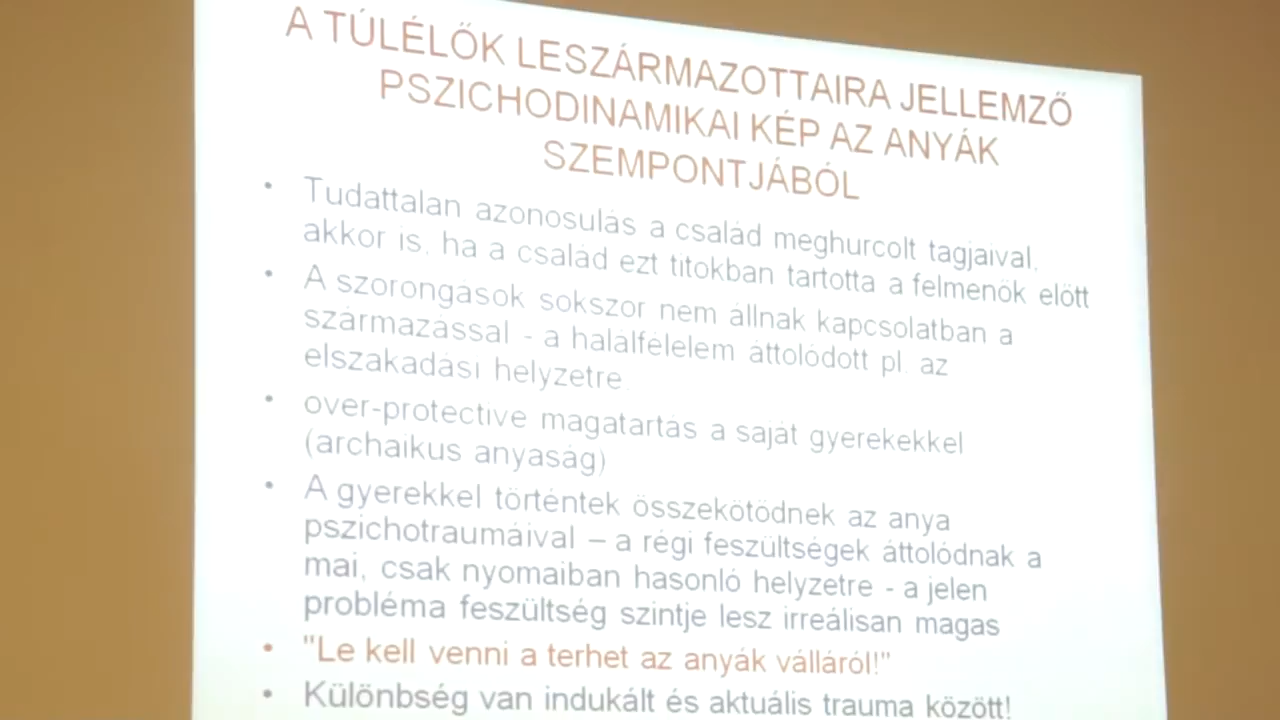 A TÚLÉLŐK LESZÁRMAZOTTAIRA JELLEMZŐ
PSZICHODINAMIKAI KÉP AZ ANYÁK
SZEMPONTJÁBÓL
• Tudattalan azonosulás a család meghurcolt tagjaival,
akkor is, ha a család ezt titokban tartotta a felmenők előtt
• A szorongások sokszor nem állnak kapcsolatban a
származással - a halálfélelem áttolódott pl. az
elszakadási helyzetre.
• over-protective magatartás a saját gyerekekkel
(archaikus anyaság)
• A gyerekkel történtek összekötődnek az anya
pszichotraumáival – a régi feszültségek áttolódnak a
mai, csak nyomaiban hasonló helyzetre - a jelen
probléma feszültség szintje lesz irreálisan magas
• "Le kell venni a terhet az anyák válláról!"
• Különbség van indukált és aktuális trauma között!